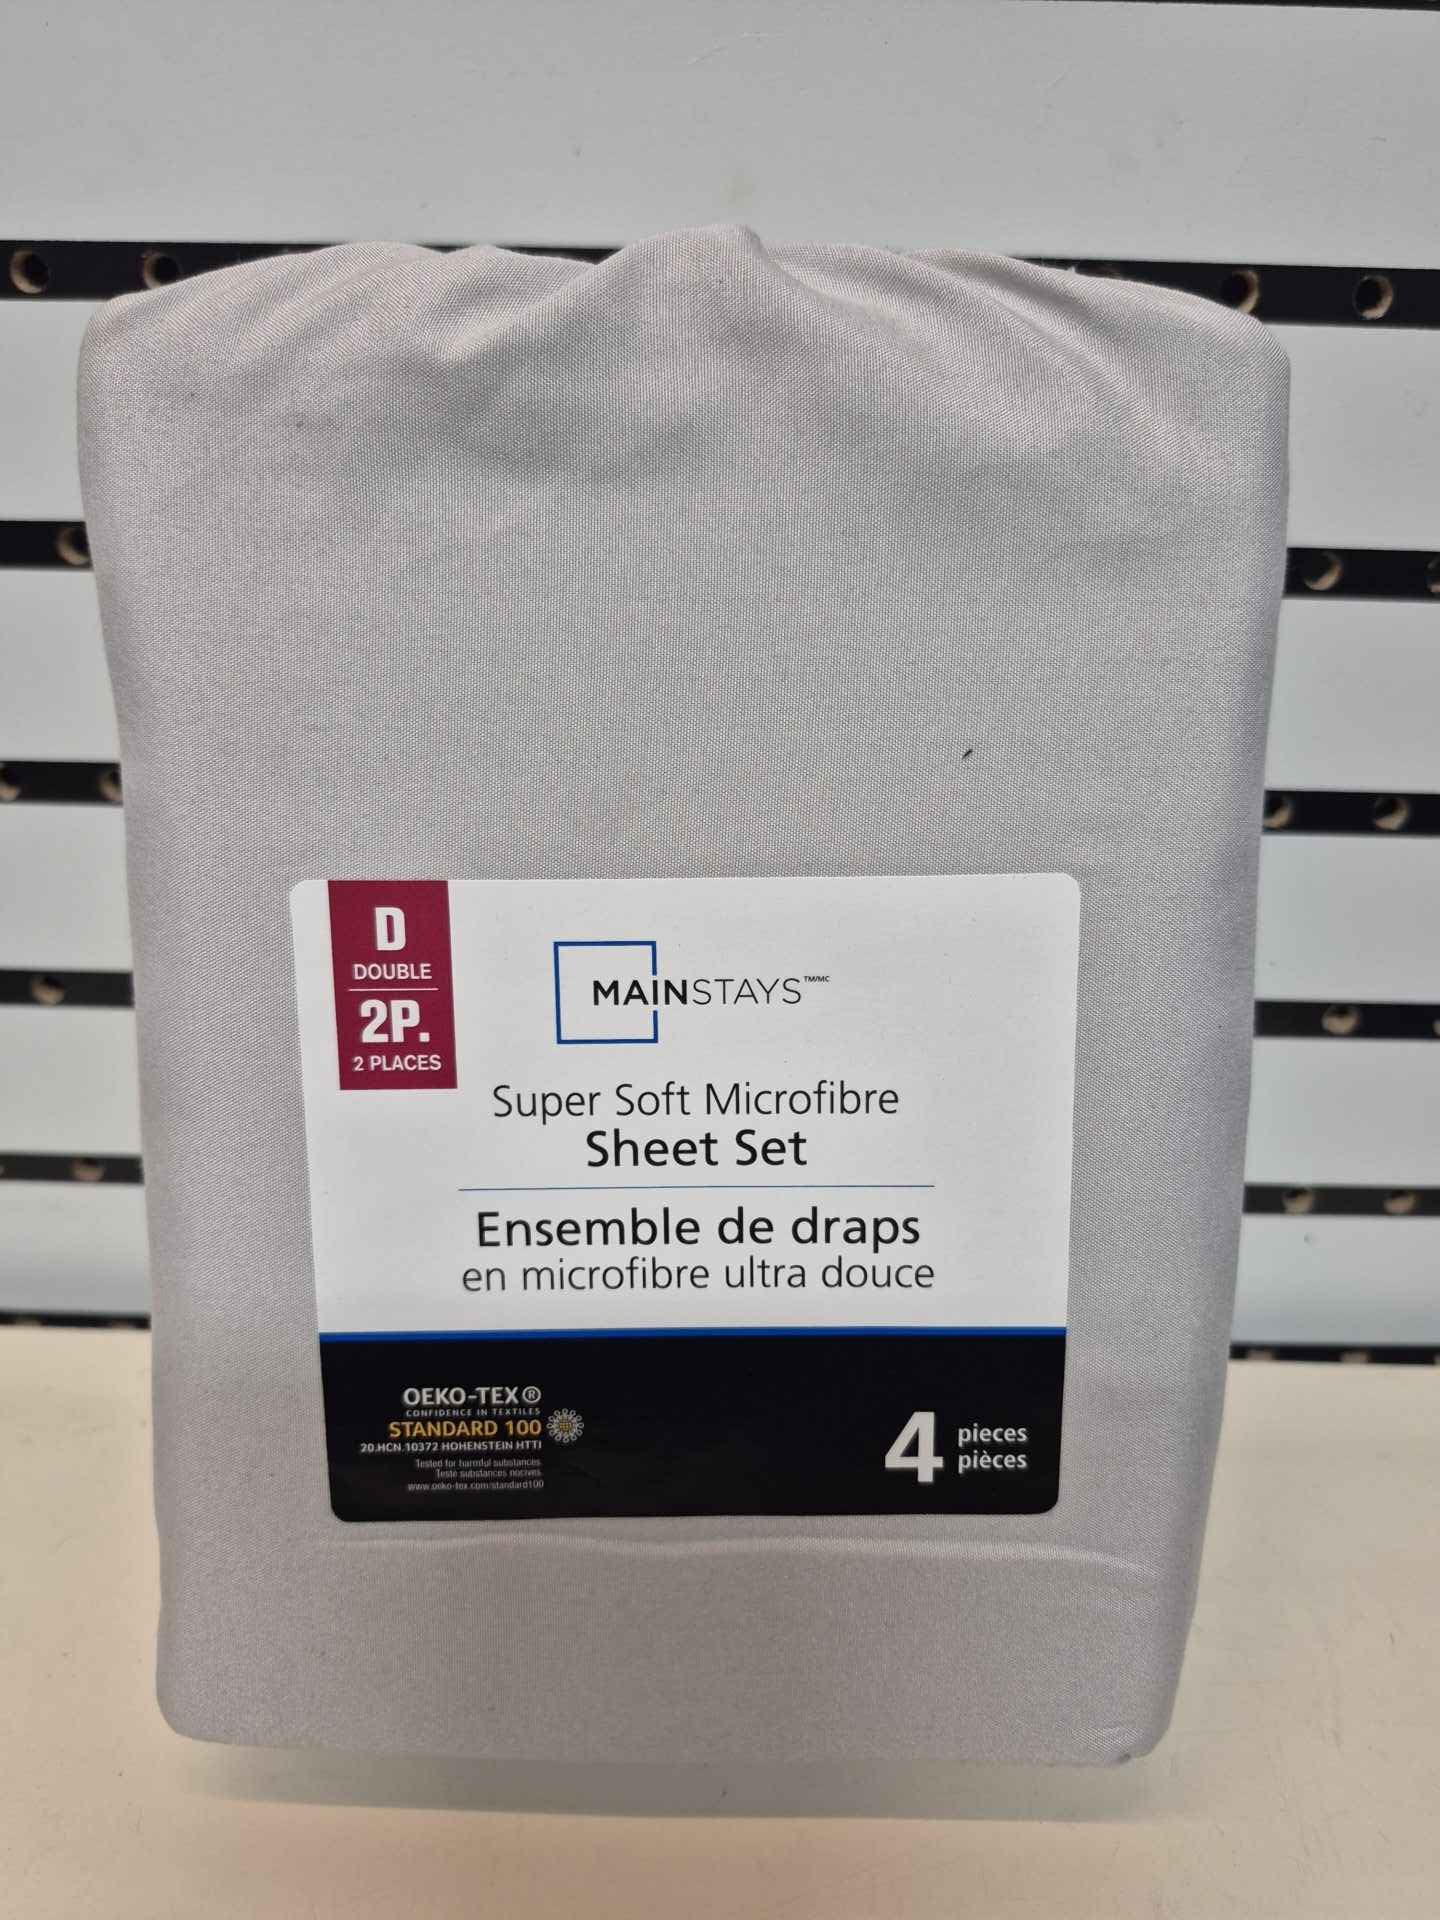 D
DOUBLE
2P.
2 PLACES
MAINSTAYS™/MC
Super Soft Microfibre
Sheet Set
Ensemble de draps
en microfibre ultra douce
OEKO-TEX®
CONFIDENCE IN TEXTILES
STANDARD 100
20.HCN.10372 HOHENSTEIN HTTI
Tested for harmful substances
Testé substances nocives
www.oeko-tex.com/standard100
4 pieces
pièces